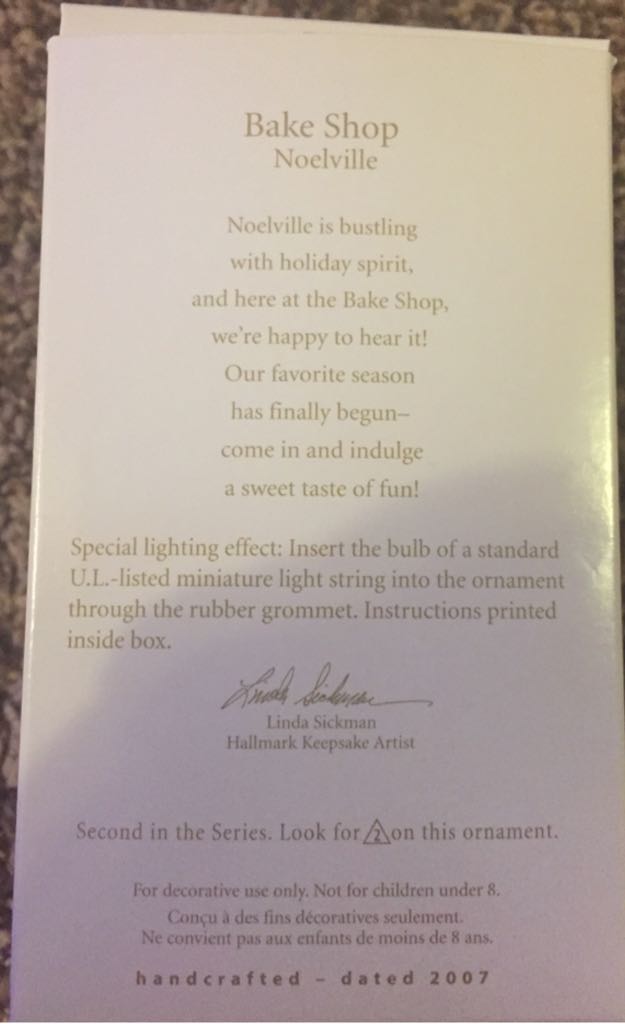 Bake Shop
Noelville
Noelville is bustling
with holiday spirit,
and here at the Bake Shop,
we're happy to hear it!
Our favorite season
has finally begun–
come in and indulge
a sweet taste of fun!
Special lighting effect: Insert the bulb of a standard
U.L.-listed miniature light string into the ornament
through the rubber grommet. Instructions printed
inside box.
Linda Sickman
Linda Sickman
Hallmark Keepsake Artist
Second in the Series. Look for 2 on this ornament.
For decorative use only. Not for children under 8.
Conçu à des fins décoratives seulement.
Ne convient pas aux enfants de moins de 8 ans.
handcrafted – dated 2007